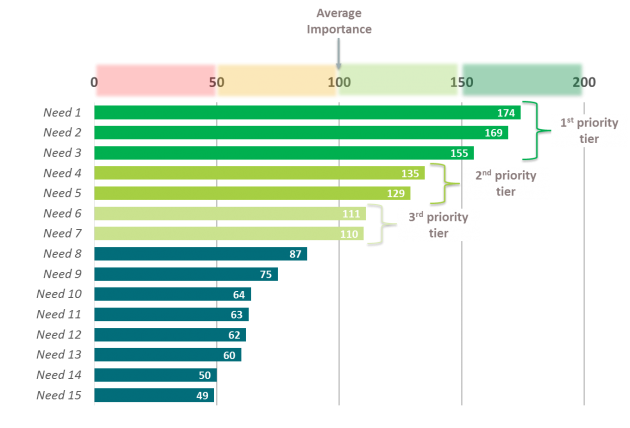 Average
Importance
0 50 100 150 200
Need 1 174
Need 2 169
Need 3 155
1st priority
tier
Need 4 135
Need 5 129
2nd priority
tier
Need 6 111
Need 7 110
3rd priority
tier
Need 8 87
Need 9 75
Need 10 64
Need 11 63
Need 12 62
Need 13 60
Need 14 50
Need 15 49